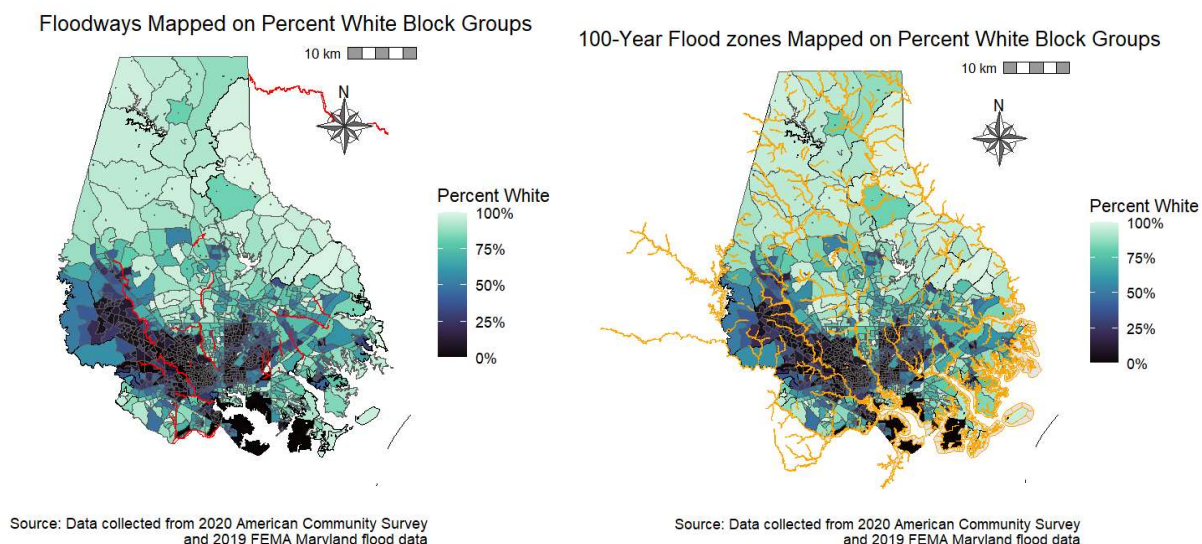 Floodways Mapped on Percent White Block Groups
10 km
N
Percent White
100%
75%
50%
25%
0%
Source: Data collected from 2020 American Community Survey
and 2019 FEMA Maryland flood data
100-Year Flood zones Mapped on Percent White Block Groups
10 km
N
Percent White
100%
75%
50%
25%
0%
Source: Data collected from 2020 American Community Survey
and 2019 FEMA Maryland flood data